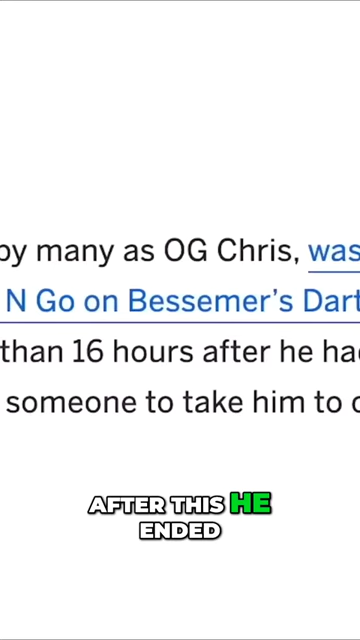 by many as OG Chris, was
N Go on Bessemer's Dart
than 16 hours after he ha
someone to take him to
AFTER THIS HE
ENDED